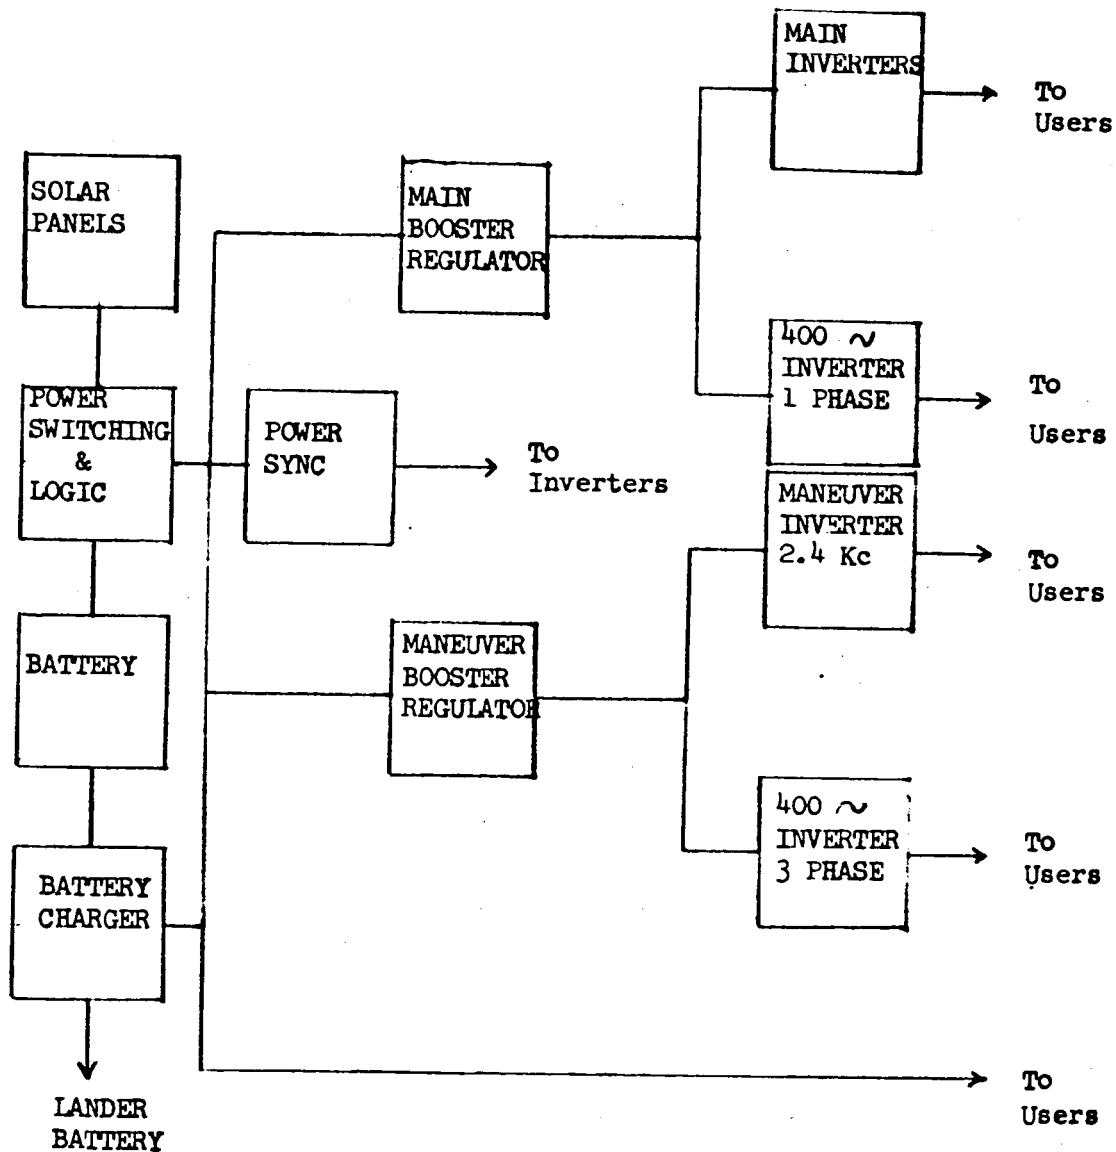 MAIN
INVERTERS
To
Users
SOLAR
PANELS
MAIN
BOOSTER
REGULATOR
400 ~
INVERTER
1 PHASE
To
Users
POWER
SWITCHING
&
LOGIC
POWER
SYNC
To
Inverters
MANEUVER
INVERTER
2.4 Kc
To
Users
BATTERY
MANEUVER
BOOSTER
REGULATOR
400 ~
INVERTER
3 PHASE
To
Users
BATTERY
CHARGER
To
Users
LANDER
BATTERY